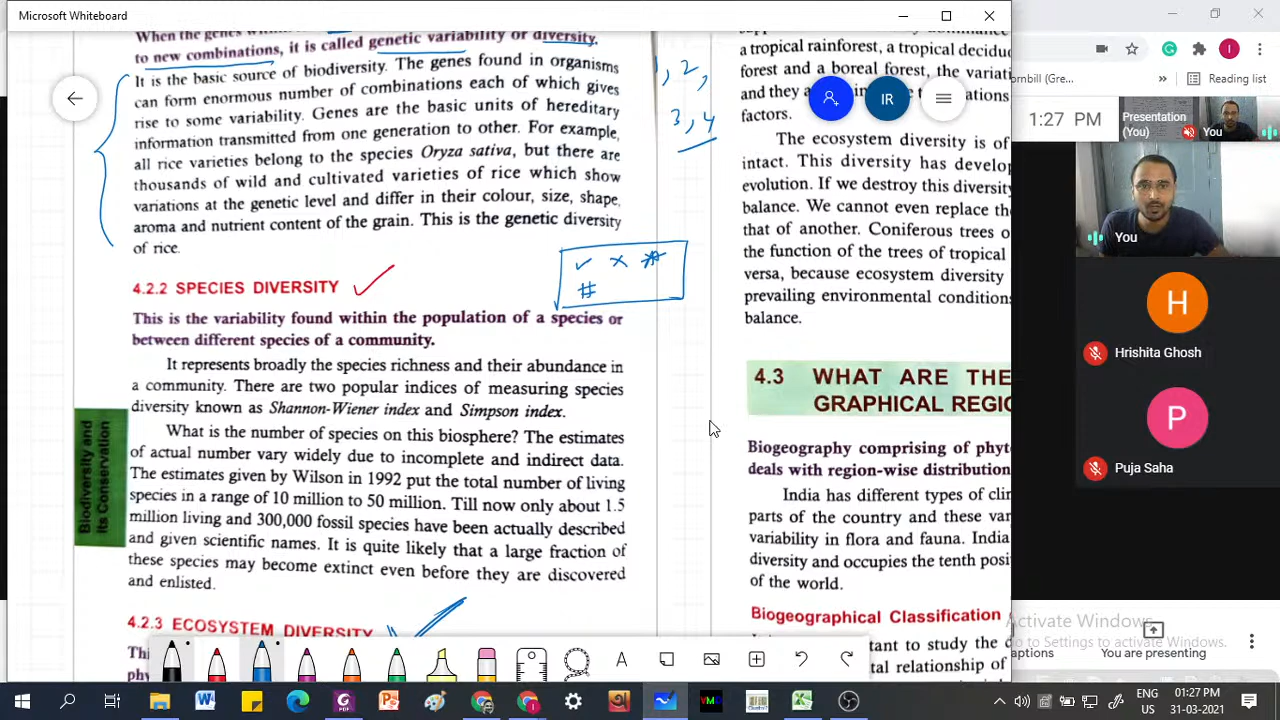 Microsoft Whiteboard
When the genes
to new combinations, it is called genetic variability or diversity.
It is the basic source of biodiversity. The genes found in organisms
can form enormous number of combinations each of which gives
rise to some variability. Genes are the basic units of hereditary
information transmitted from one generation to other. For example,
all rice varieties belong to the species Oryza sativa, but there are
thousands of wild and cultivated varieties of rice which show
variations at the genetic level and differ in their colour, size, shape,
aroma and nutrient content of the grain. This is the genetic diversity
of rice.
4.2.2 SPECIES DIVERSITY
This is the variability found within the population of a species or
between different species of a community.
It represents broadly the species richness and their abundance in
a community. There are two popular indices of measuring species
diversity known as Shannon-Wiener index and Simpson index.
What is the number of species on this biosphere? The estimates
of actual number vary widely due to incomplete and indirect data.
The estimates given by Wilson in 1992 put the total number of living
species in a range of 10 million to 50 million. Till now only about 1.5
million living and 300,000 fossil species have been actually described
and given scientific names. It is quite likely that a large fraction of
these species may become extinct even before they are discovered
and enlisted.
4.2.3 ECOSYSTEM DIVERSITY
Biodiversity and
its Conservation
1, 2,
3, 4
✓ × *
#
IR
a tropical rainforest, a tropical decidu
forest and a boreal forest, the variati
and they a
factors.
The ecosystem diversity is of
intact. This diversity has develo
evolution. If we destroy this diversity
balance. We cannot even replace the
that of another. Coniferous trees o
the function of the trees of tropical
versa, because ecosystem diversity
prevailing environmental conditions
balance.
4.3 WHAT ARE THE
GRAPHICAL REGIO
Biogeography comprising of phyt
deals with region-wise distribution
India has different types of clin
parts of the country and these var
variability in flora and fauna. India
diversity and occupies the tenth posi
of the world.
Biogeographical Classification
tant to study the d
tal relationship of
ornbill (Gre...
Reading list
1:27 PM
Presentation
(You)
You
You
H
Hrishita Ghosh
P
Puja Saha
Activate Windows
o to Settings to activate Windows.
aptions
You are presenting
ENG
US
01:27 PM
31-03-2021